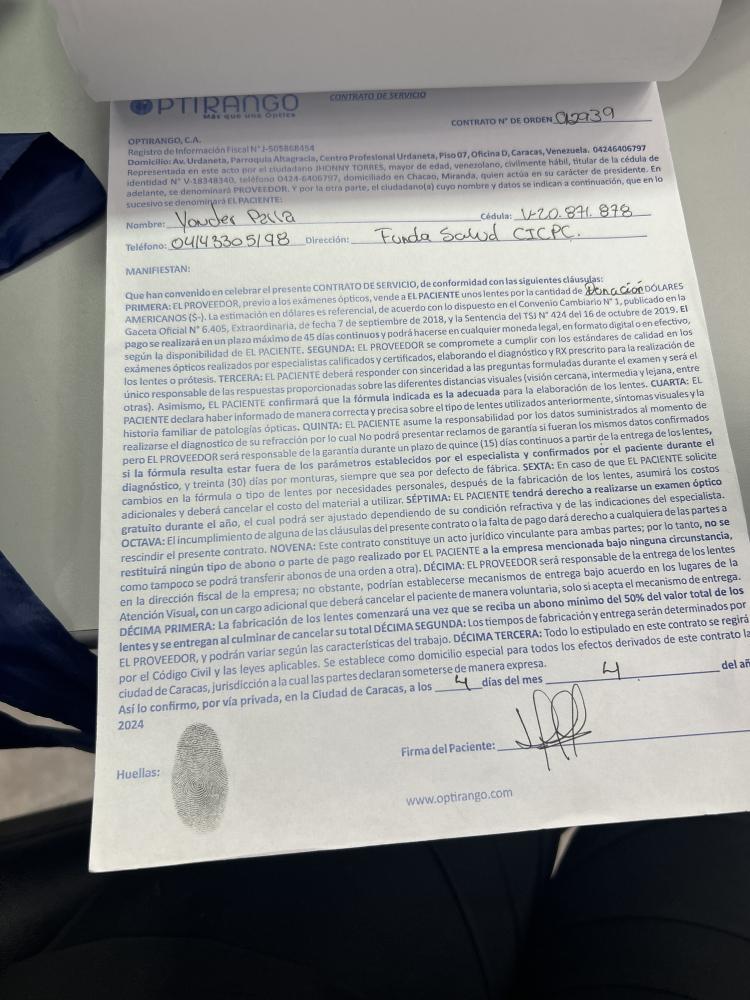 OPTIRANGO
Más que una Óptica
CONTRATO DE SERVICIO
CONTRATO N° DE ORDEN 012939
OPTIRANGO, C.A.
Registro de Información Fiscal N° J-505868454
Domicilio: Av. Urdaneta, Parroquia Altagracia, Centro Profesional Urdaneta, Piso 07, Oficina D, Caracas, Venezuela. 04246406797
Representada en este acto por el ciudadano JHONNY TORRES, mayor de edad, venezolano, civilmente hábil, titular de la cédula de
identidad N° V-18348340, teléfono 0424-6406797, domiciliado en Chacao, Miranda, quien actúa en su carácter de presidente. En
adelante, se denominará PROVEEDOR. Y por la otra parte, el ciudadano(a) cuyo nombre y datos se indican a continuación, que en lo
sucesivo se denominará EL PACIENTE:
Nombre: Yonder Parra Cédula: V-20.871.878
Teléfono: 04143305198 Dirección: Funda Salud CICPC.
MANIFIESTAN:
Que han convenido en celebrar el presente CONTRATO DE SERVICIO, de conformidad con las siguientes cláusulas:
PRIMERA: EL PROVEEDOR, previo a los exámenes ópticos, vende a EL PACIENTE unos lentes por la cantidad de Donación DÓLARES
AMERICANOS ($-). La estimación en dólares es referencial, de acuerdo con lo dispuesto en el Convenio Cambiario N° 1, publicado en la
Gaceta Oficial N° 6.405, Extraordinaria, de fecha 7 de septiembre de 2018, y la Sentencia del TSJ N° 424 del 16 de octubre de 2019. El
pago se realizará en un plazo máximo de 45 días continuos y podrá hacerse en cualquier moneda legal, en formato digital o en efectivo,
según la disponibilidad de EL PACIENTE. SEGUNDA: EL PROVEEDOR se compromete a cumplir con los estándares de calidad en los
exámenes ópticos realizados por especialistas calificados y certificados, elaborando el diagnóstico y RX prescrito para la realización de
los lentes o prótesis. TERCERA: EL PACIENTE deberá responder con sinceridad a las preguntas formuladas durante el examen y será el
único responsable de las respuestas proporcionadas sobre las diferentes distancias visuales (visión cercana, intermedia y lejana, entre
otras). Asimismo, EL PACIENTE confirmará que la fórmula indicada es la adecuada para la elaboración de los lentes. CUARTA: EL
PACIENTE declara haber informado de manera correcta y precisa sobre el tipo de lentes utilizados anteriormente, síntomas visuales y la
historia familiar de patologías ópticas. QUINTA: EL PACIENTE asume la responsabilidad por los datos suministrados al momento de
realizarse el diagnostico de su refracción por lo cual No podrá presentar reclamos de garantía si fueran los mismos datos confirmados
pero EL PROVEEDOR será responsable de la garantía durante un plazo de quince (15) días continuos a partir de la entrega de los lentes,
si la fórmula resulta estar fuera de los parámetros establecidos por el especialista y confirmados por el paciente durante el
diagnóstico, y treinta (30) días por monturas, siempre que sea por defecto de fábrica. SEXTA: En caso de que EL PACIENTE solicite
cambios en la fórmula o tipo de lentes por necesidades personales, después de la fabricación de los lentes, asumirá los costos
adicionales y deberá cancelar el costo del material a utilizar. SÉPTIMA: EL PACIENTE tendrá derecho a realizarse un examen óptico
gratuito durante el año, el cual podrá ser ajustado dependiendo de su condición refractiva y de las indicaciones del especialista.
OCTAVA: El incumplimiento de alguna de las cláusulas del presente contrato o la falta de pago dará derecho a cualquiera de las partes a
rescindir el presente contrato. NOVENA: Este contrato constituye un acto jurídico vinculante para ambas partes; por lo tanto, no se
restituirá ningún tipo de abono o parte de pago realizado por EL PACIENTE a la empresa mencionada bajo ninguna circunstancia,
como tampoco se podrá transferir abonos de una orden a otra). DÉCIMA: EL PROVEEDOR será responsable de la entrega de los lentes
en la dirección fiscal de la empresa; no obstante, podrían establecerse mecanismos de entrega bajo acuerdo en los lugares de la
Atención Visual, con un cargo adicional que deberá cancelar el paciente de manera voluntaria, solo si acepta el mecanismo de entrega.
DÉCIMA PRIMERA: La fabricación de los lentes comenzará una vez que se reciba un abono mínimo del 50% del valor total de los
lentes y se entregan al culminar de cancelar su total DÉCIMA SEGUNDA: Los tiempos de fabricación y entrega serán determinados por
EL PROVEEDOR, y podrán variar según las características del trabajo. DÉCIMA TERCERA: Todo lo estipulado en este contrato se regirá
por el Código Civil y las leyes aplicables. Se establece como domicilio especial para todos los efectos derivados de este contrato la
ciudad de Caracas, jurisdicción a la cual las partes declaran someterse de manera expresa.
Así lo confirmo, por vía privada, en la Ciudad de Caracas, a los 4 días del mes 4 del añ
2024
Firma del Paciente:
Huellas:
www.optirango.com